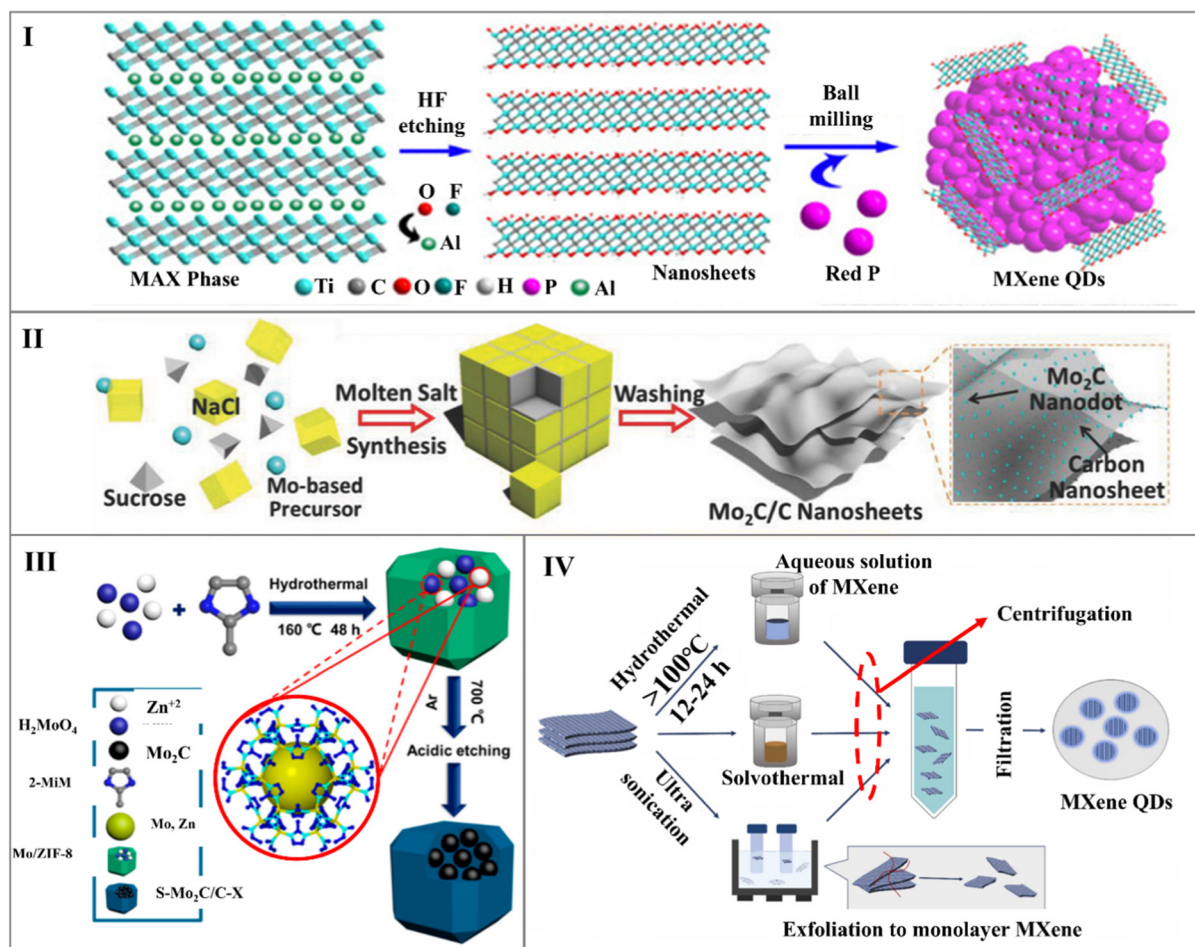 I
HF
etching
O F
Al
MAX Phase
Nanosheets
Ball
milling
Red P
MXene QDs
Ti C O F H P Al
II
NaCl
Sucrose
Mo-based
Precursor
Molten Salt
Synthesis
Washing
Mo₂C/C Nanosheets
Mo₂C
Nanodot
Carbon
Nanosheet
III
+
Hydrothermal
160 °C 48 h
700 °C
Ar
Acidic etching
Zn⁺²
H₂MoO₄
Mo₂C
2-MiM
Mo, Zn
Mo/ZIF-8
S-Mo₂C/C-X
IV
Hydrothermal
>100°C
12-24 h
Aqueous solution
of MXene
Centrifugation
Solvothermal
Ultra
sonication
Filtration
MXene QDs
Exfoliation to monolayer MXene